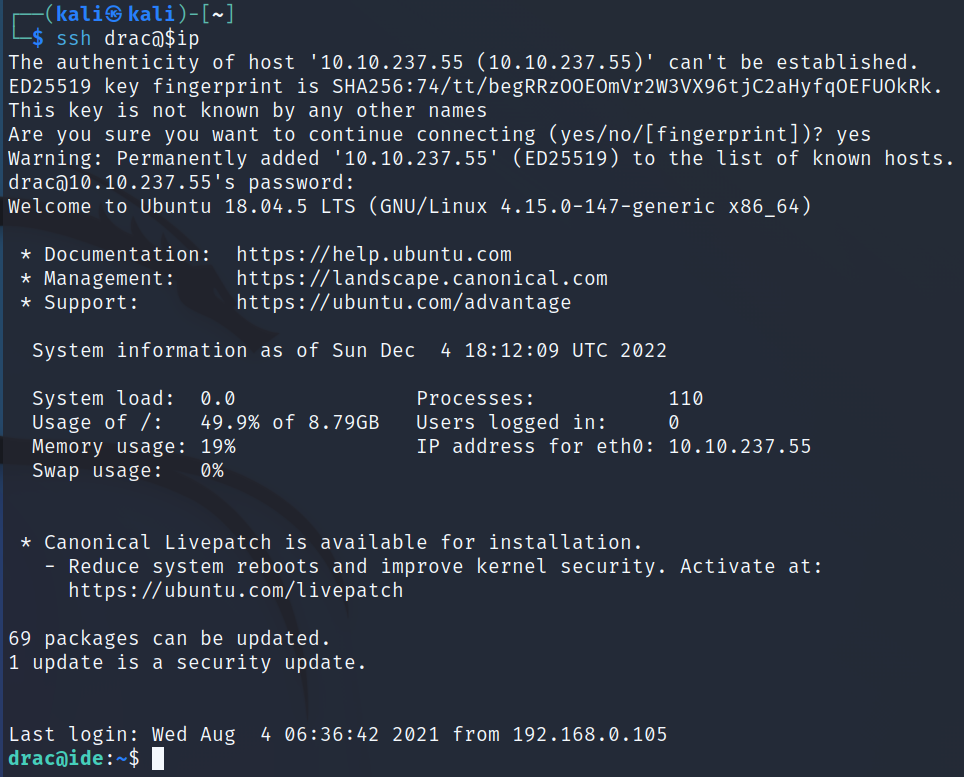 ┌──(kali㉿kali)-[~]
└─$ ssh drac@$ip
The authenticity of host '10.10.237.55 (10.10.237.55)' can't be established.
ED25519 key fingerprint is SHA256:74/tt/begRRzOOEOmVr2W3VX96tjC2aHyfqOEFUOkRk.
This key is not known by any other names
Are you sure you want to continue connecting (yes/no/[fingerprint])? yes
Warning: Permanently added '10.10.237.55' (ED25519) to the list of known hosts.
drac@10.10.237.55's password:
Welcome to Ubuntu 18.04.5 LTS (GNU/Linux 4.15.0-147-generic x86_64)
* Documentation:  https://help.ubuntu.com
* Management:     https://landscape.canonical.com
* Support:        https://ubuntu.com/advantage
System information as of Sun Dec  4 18:12:09 UTC 2022
System load:  0.0               Processes:           110
Usage of /:   49.9% of 8.79GB   Users logged in:     0
Memory usage: 19%               IP address for eth0: 10.10.237.55
Swap usage:   0%
* Canonical Livepatch is available for installation.
- Reduce system reboots and improve kernel security. Activate at:
https://ubuntu.com/livepatch
69 packages can be updated.
1 update is a security update.
Last login: Wed Aug  4 06:36:42 2021 from 192.168.0.105
drac@ide:~$